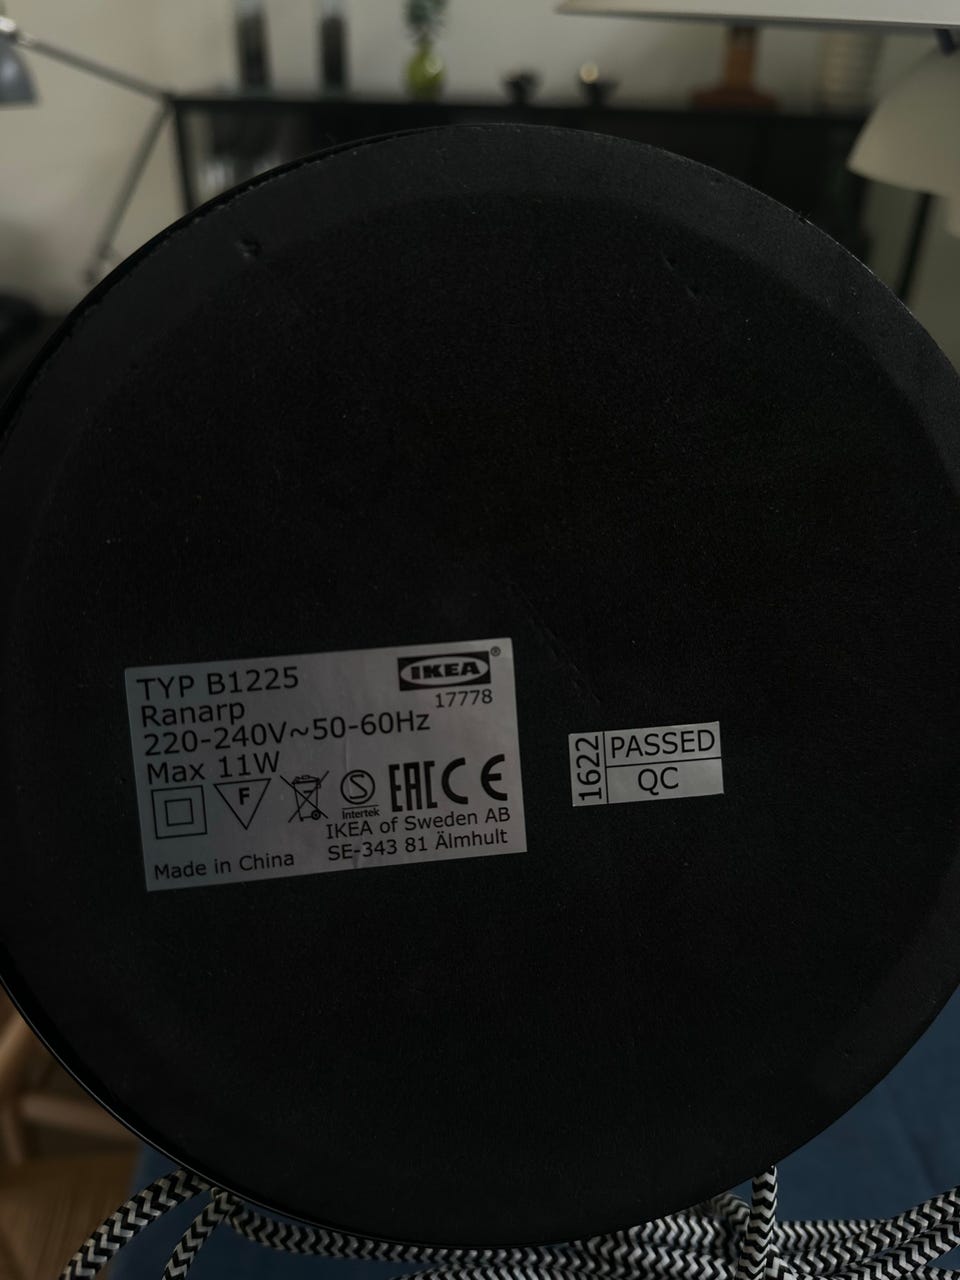 TYP B1225
IKEA®
17778
Ranarp
220-240V~50-60Hz
Max 11W
F
S
Intertek
EAC CE
IKEA of Sweden AB
SE-343 81 Älmhult
Made in China
1622
PASSED
QC